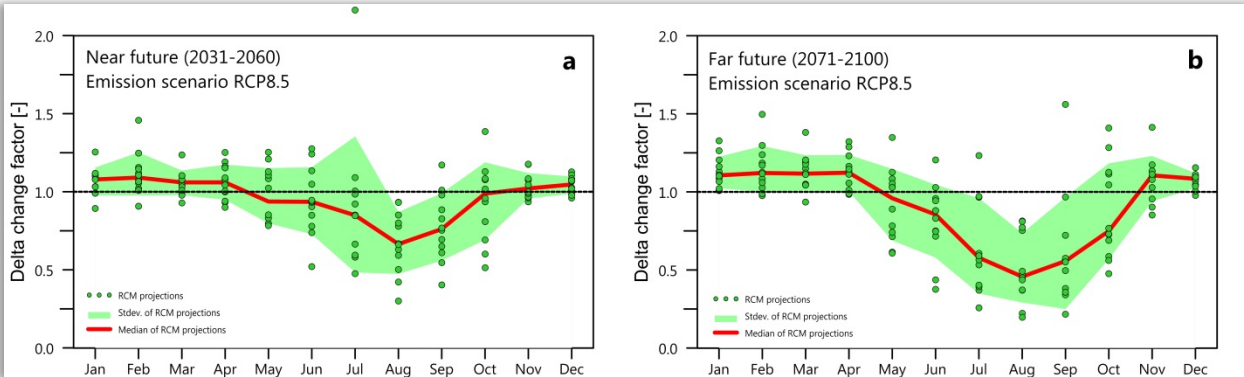 2.0
1.5
1.0
0.5
0.0
Delta change factor [-]
Near future (2031-2060)
Emission scenario RCP8.5
a
RCM projections
Stdev. of RCM projections
Median of RCM projections
Jan Feb Mar Apr May Jun Jul Aug Sep Oct Nov Dec
2.0
1.5
1.0
0.5
0.0
Delta change factor [-]
Far future (2071-2100)
Emission scenario RCP8.5
b
RCM projections
Stdev. of RCM projections
Median of RCM projections
Jan Feb Mar Apr May Jun Jul Aug Sep Oct Nov Dec